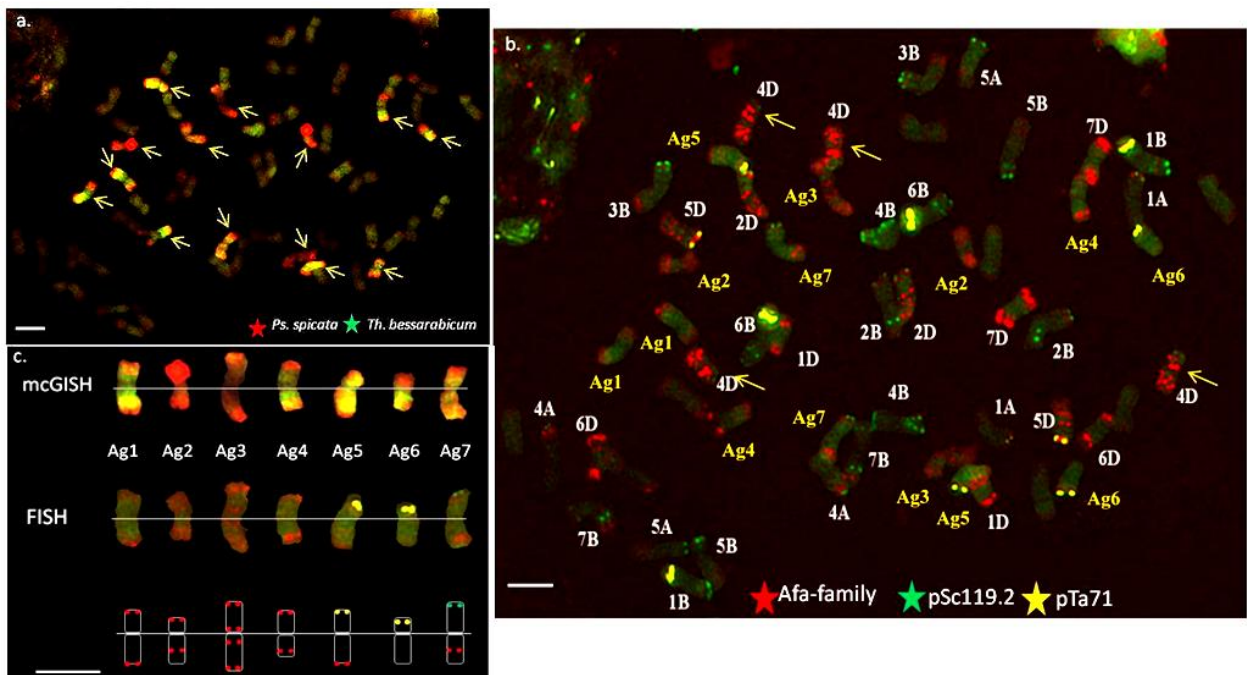 a.
Ps. spicata Th. bessarabicum
b.
3B
5A
4D
4D
5B
7D
1B
Ag5
Ag3
6B
4B
1A
3B
5D
2D
Ag4
Ag2
Ag7
Ag2
Ag6
6B
2B
2D
7D
2B
Ag1
1D
Ag1
4D
4D
4A
6D
Ag7
4B
1A
5D
Ag4
6D
7B
Ag3
Ag6
7B
4A
Ag5
1D
5A
5B
1B
Afa-family pSc119.2 pTa71
c.
mcGISH
Ag1 Ag2 Ag3 Ag4 Ag5 Ag6 Ag7
FISH